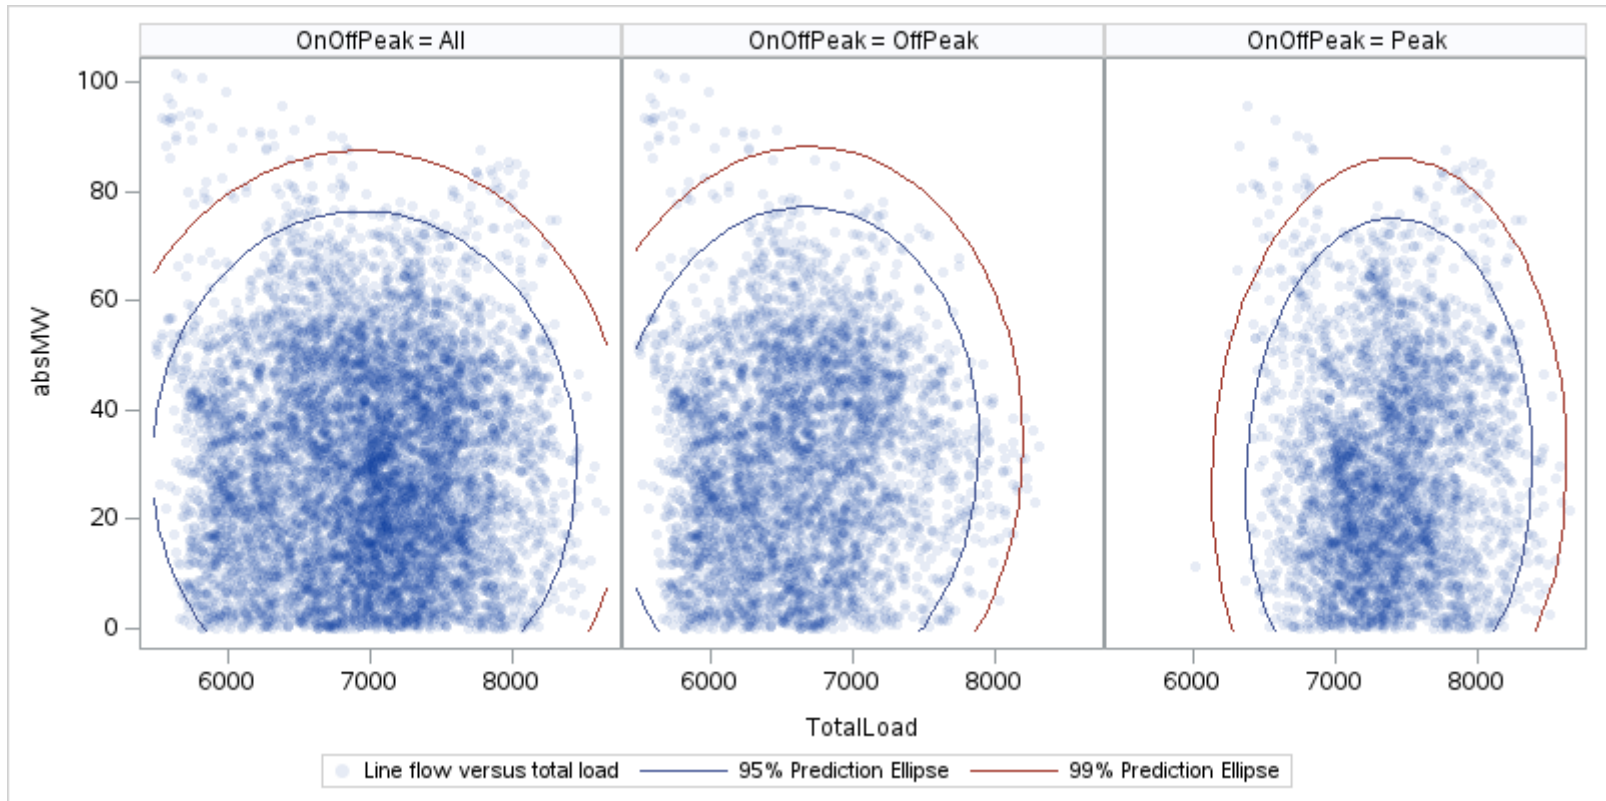 OnOffPeak = All
OnOffPeak = OffPeak
OnOffPeak = Peak
100
80
60
40
20
0
absMW
6000 7000 8000
6000 7000 8000
6000 7000 8000
TotalLoad
Line flow versus total load
95% Prediction Ellipse
99% Prediction Ellipse